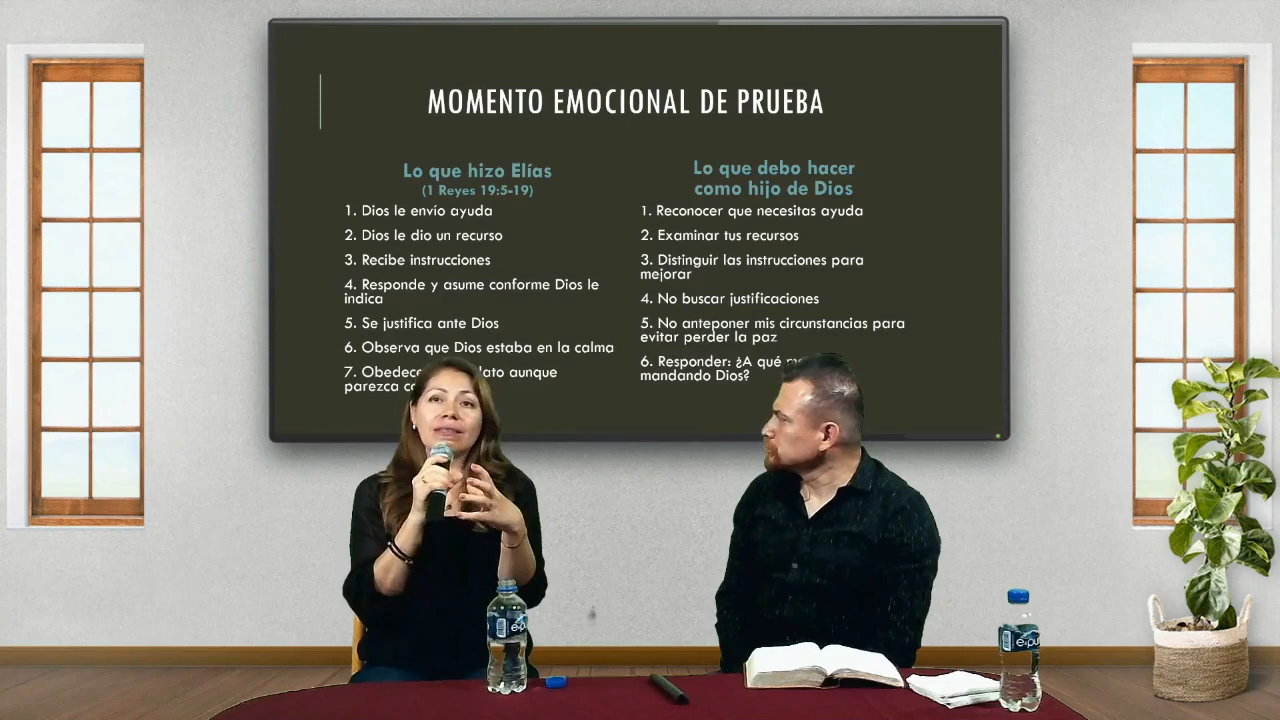 MOMENTO EMOCIONAL DE PRUEBA
Lo que hizo Elías
(1 Reyes 19:5-19)
1. Dios le envío ayuda
2. Dios le dio un recurso
3. Recibe instrucciones
4. Responde y asume conforme Dios le
indica
5. Se justifica ante Dios
6. Observa que Dios estaba en la calma
7. aunque
parezca
Lo que debo hacer
como hijo de Dios
1. Reconocer que necesitas ayuda
2. Examinar tus recursos
3. Distinguir las instrucciones para
mejorar
4. No buscar justificaciones
5. No anteponer mis circunstancias para
evitar perder la paz
6. Responder: ¿A qué
mandando Dios?